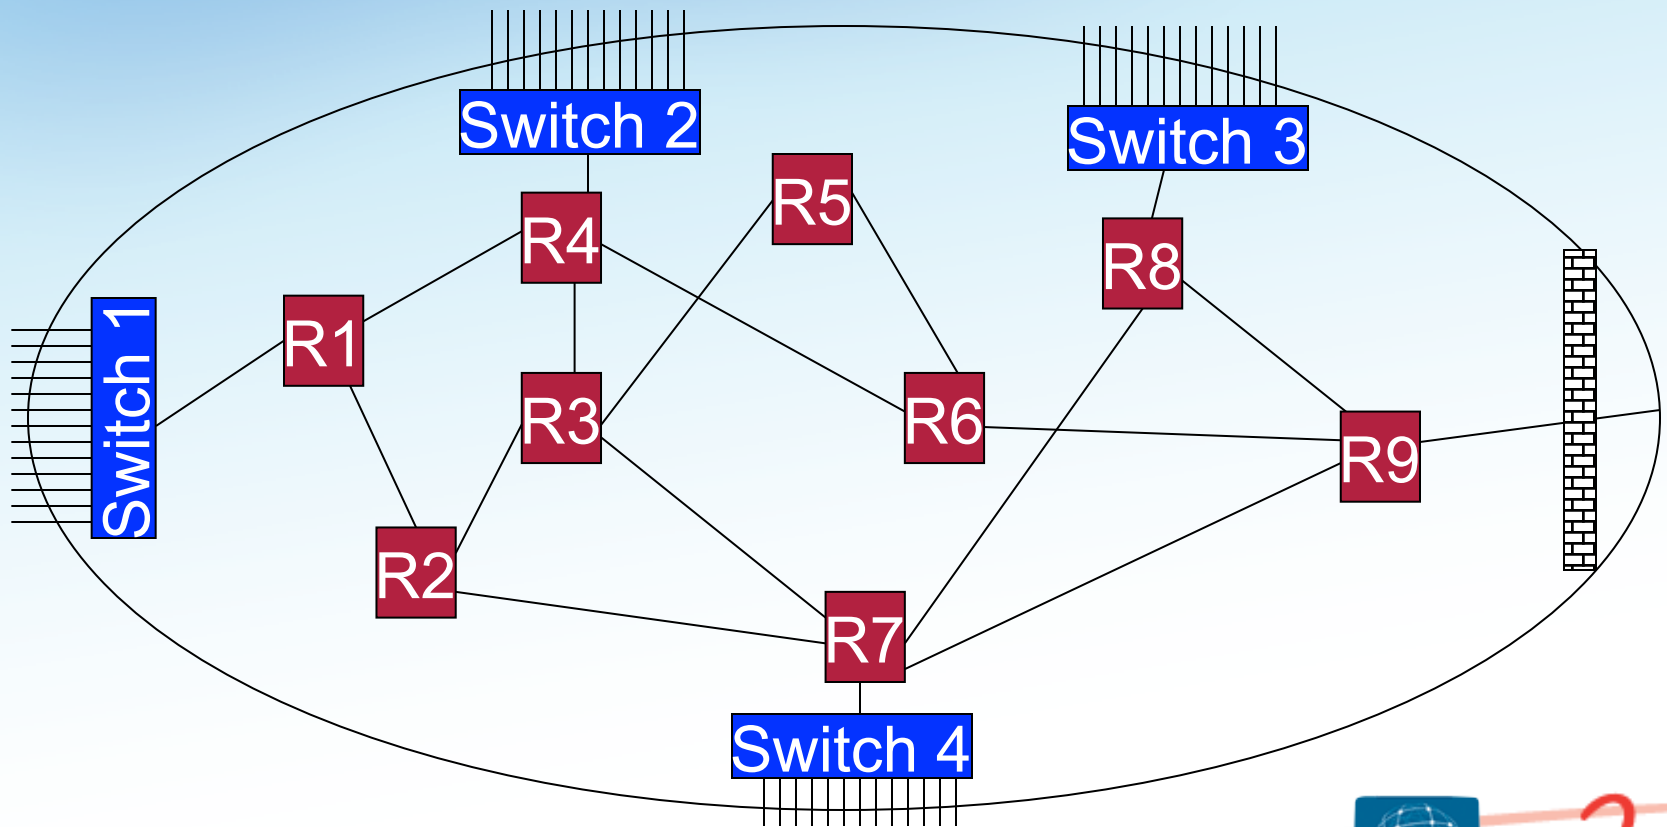 Switch 2
Switch 3
R5
R4
R8
Switch 1
R1
R3
R6
R9
R2
R7
Switch 4